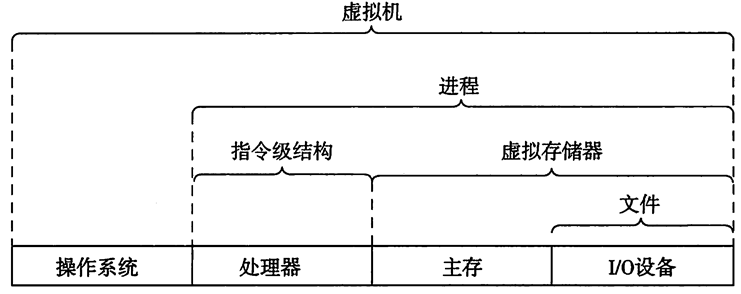 虚拟机
进程
指令级结构 虚拟存储器
文件
操作系统 处理器 主存 I/O设备